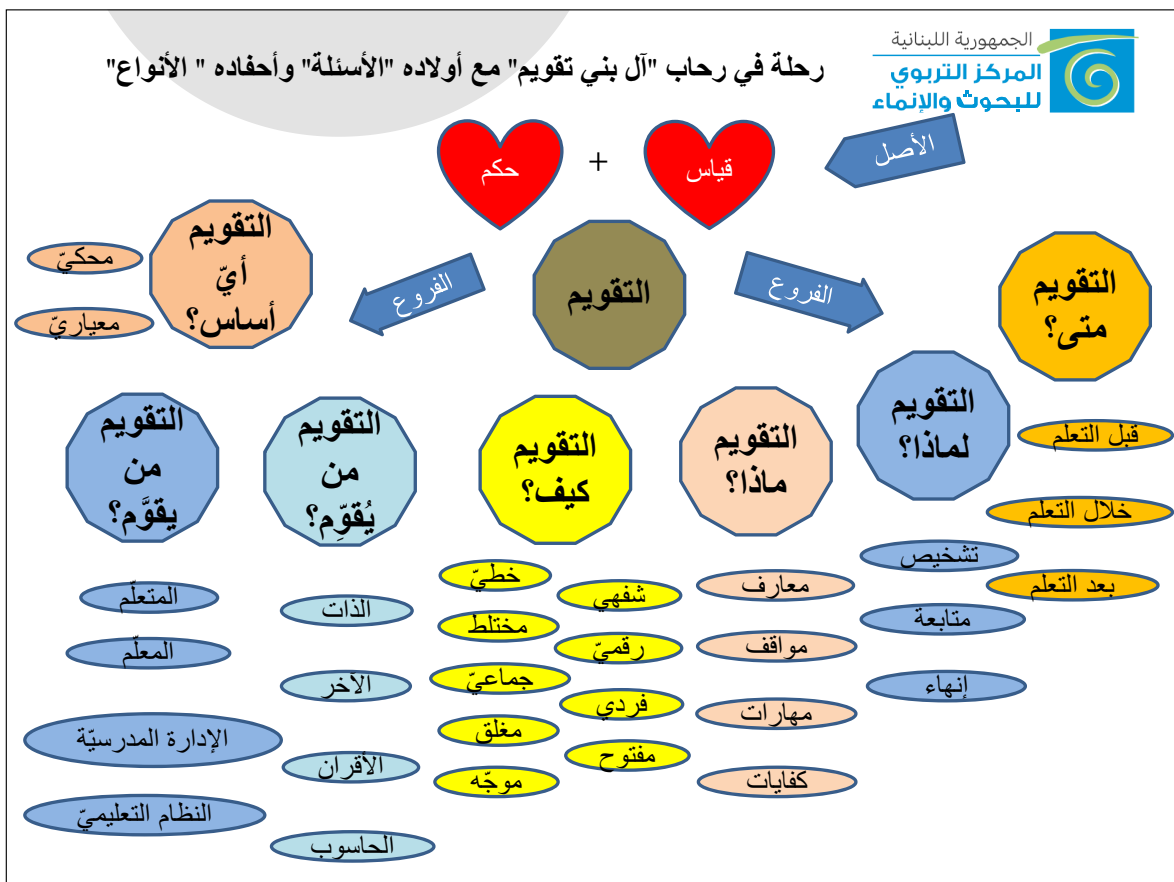 الجمهورية اللبنانية
المركز التربوي
للبحوث والإنماء
رحلة في رحاب "آل بني تقويم" مع أولاده "الأسئلة" وأحفاده " الأنواع"
الأصل
قياس
+
حكم
التقويم
الفروع
الفروع
التقويم
متى؟
قبل التعلم
خلال التعلم
بعد التعلم
التقويم
لماذا؟
تشخيص
متابعة
إنهاء
التقويم
ماذا؟
معارف
مواقف
مهارات
كفايات
التقويم
كيف؟
شفهي
رقميّ
فردي
مفتوح
خطيّ
مختلط
جماعيّ
مغلق
موجّه
التقويم
من
يُقوِّم؟
الذات
الآخر
الأقران
الحاسوب
التقويم
من
يقوَّم؟
المتعلّم
المعلّم
الإدارة المدرسيّة
النظام التعليميّ
التقويم
أيّ
أساس؟
محكيّ
معياريّ